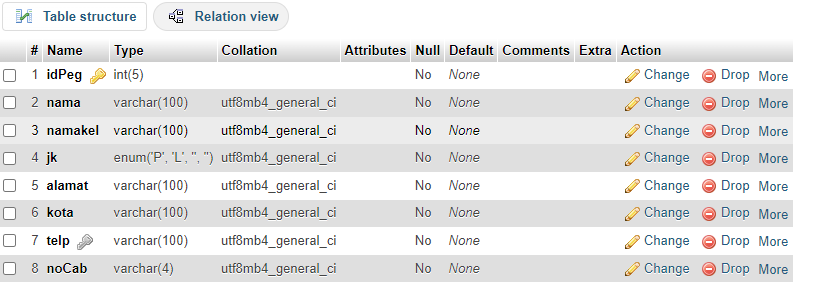 Table structure Relation view
# Name Type Collation Attributes Null Default Comments Extra Action
1 idPeg int(5) No None Change Drop More
2 nama varchar(100) utf8mb4_general_ci No None Change Drop More
3 namakel varchar(100) utf8mb4_general_ci No None Change Drop More
4 jk enum('P', 'L', '', '') utf8mb4_general_ci No None Change Drop More
5 alamat varchar(100) utf8mb4_general_ci No None Change Drop More
6 kota varchar(100) utf8mb4_general_ci No None Change Drop More
7 telp varchar(100) utf8mb4_general_ci No None Change Drop More
8 noCab varchar(4) utf8mb4_general_ci No None Change Drop More